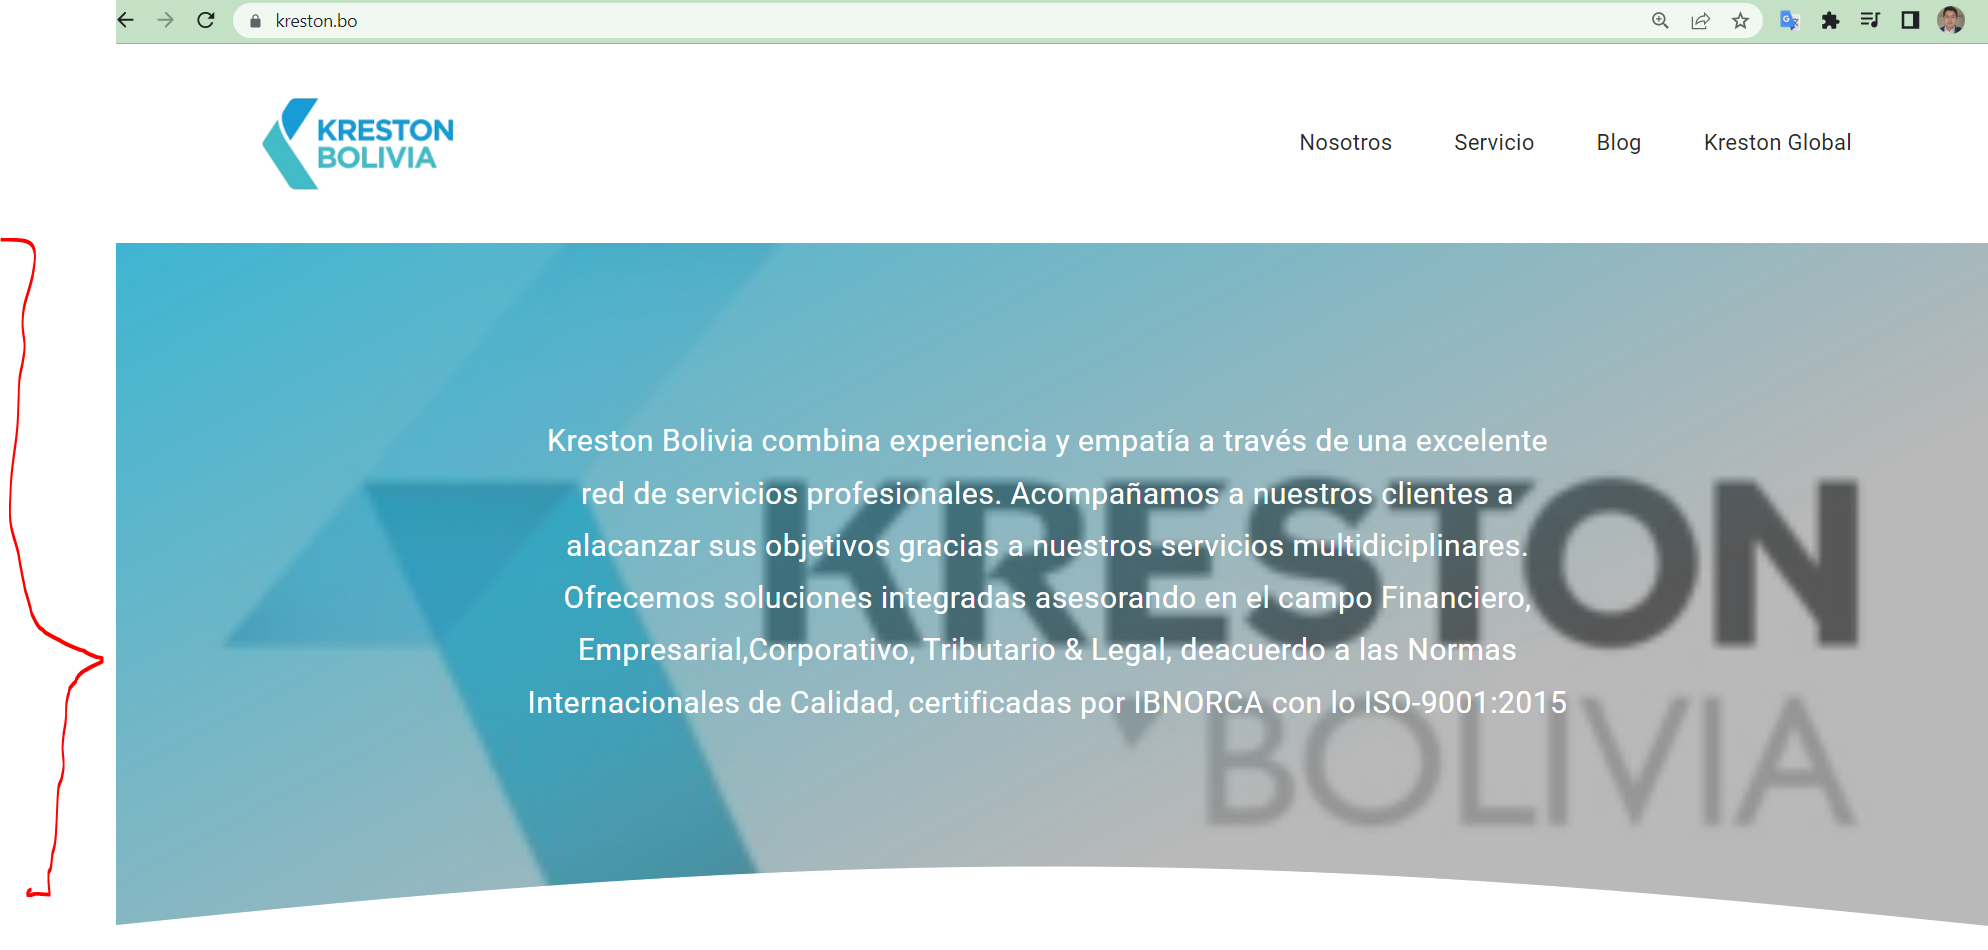 kreston.bo
KRESTON
BOLIVIA
Nosotros Servicio Blog Kreston Global
Kreston Bolivia combina experiencia y empatía a través de una excelente
red de servicios profesionales. Acompañamos a nuestros clientes a
alacanzar sus objetivos gracias a nuestros servicios multidiciplinares.
Ofrecemos soluciones integradas asesorando en el campo Financiero,
Empresarial,Corporativo, Tributario & Legal, deacuerdo a las Normas
Internacionales de Calidad, certificadas por IBNORCA con lo ISO-9001:2015
KRESTON
BOLIVIA